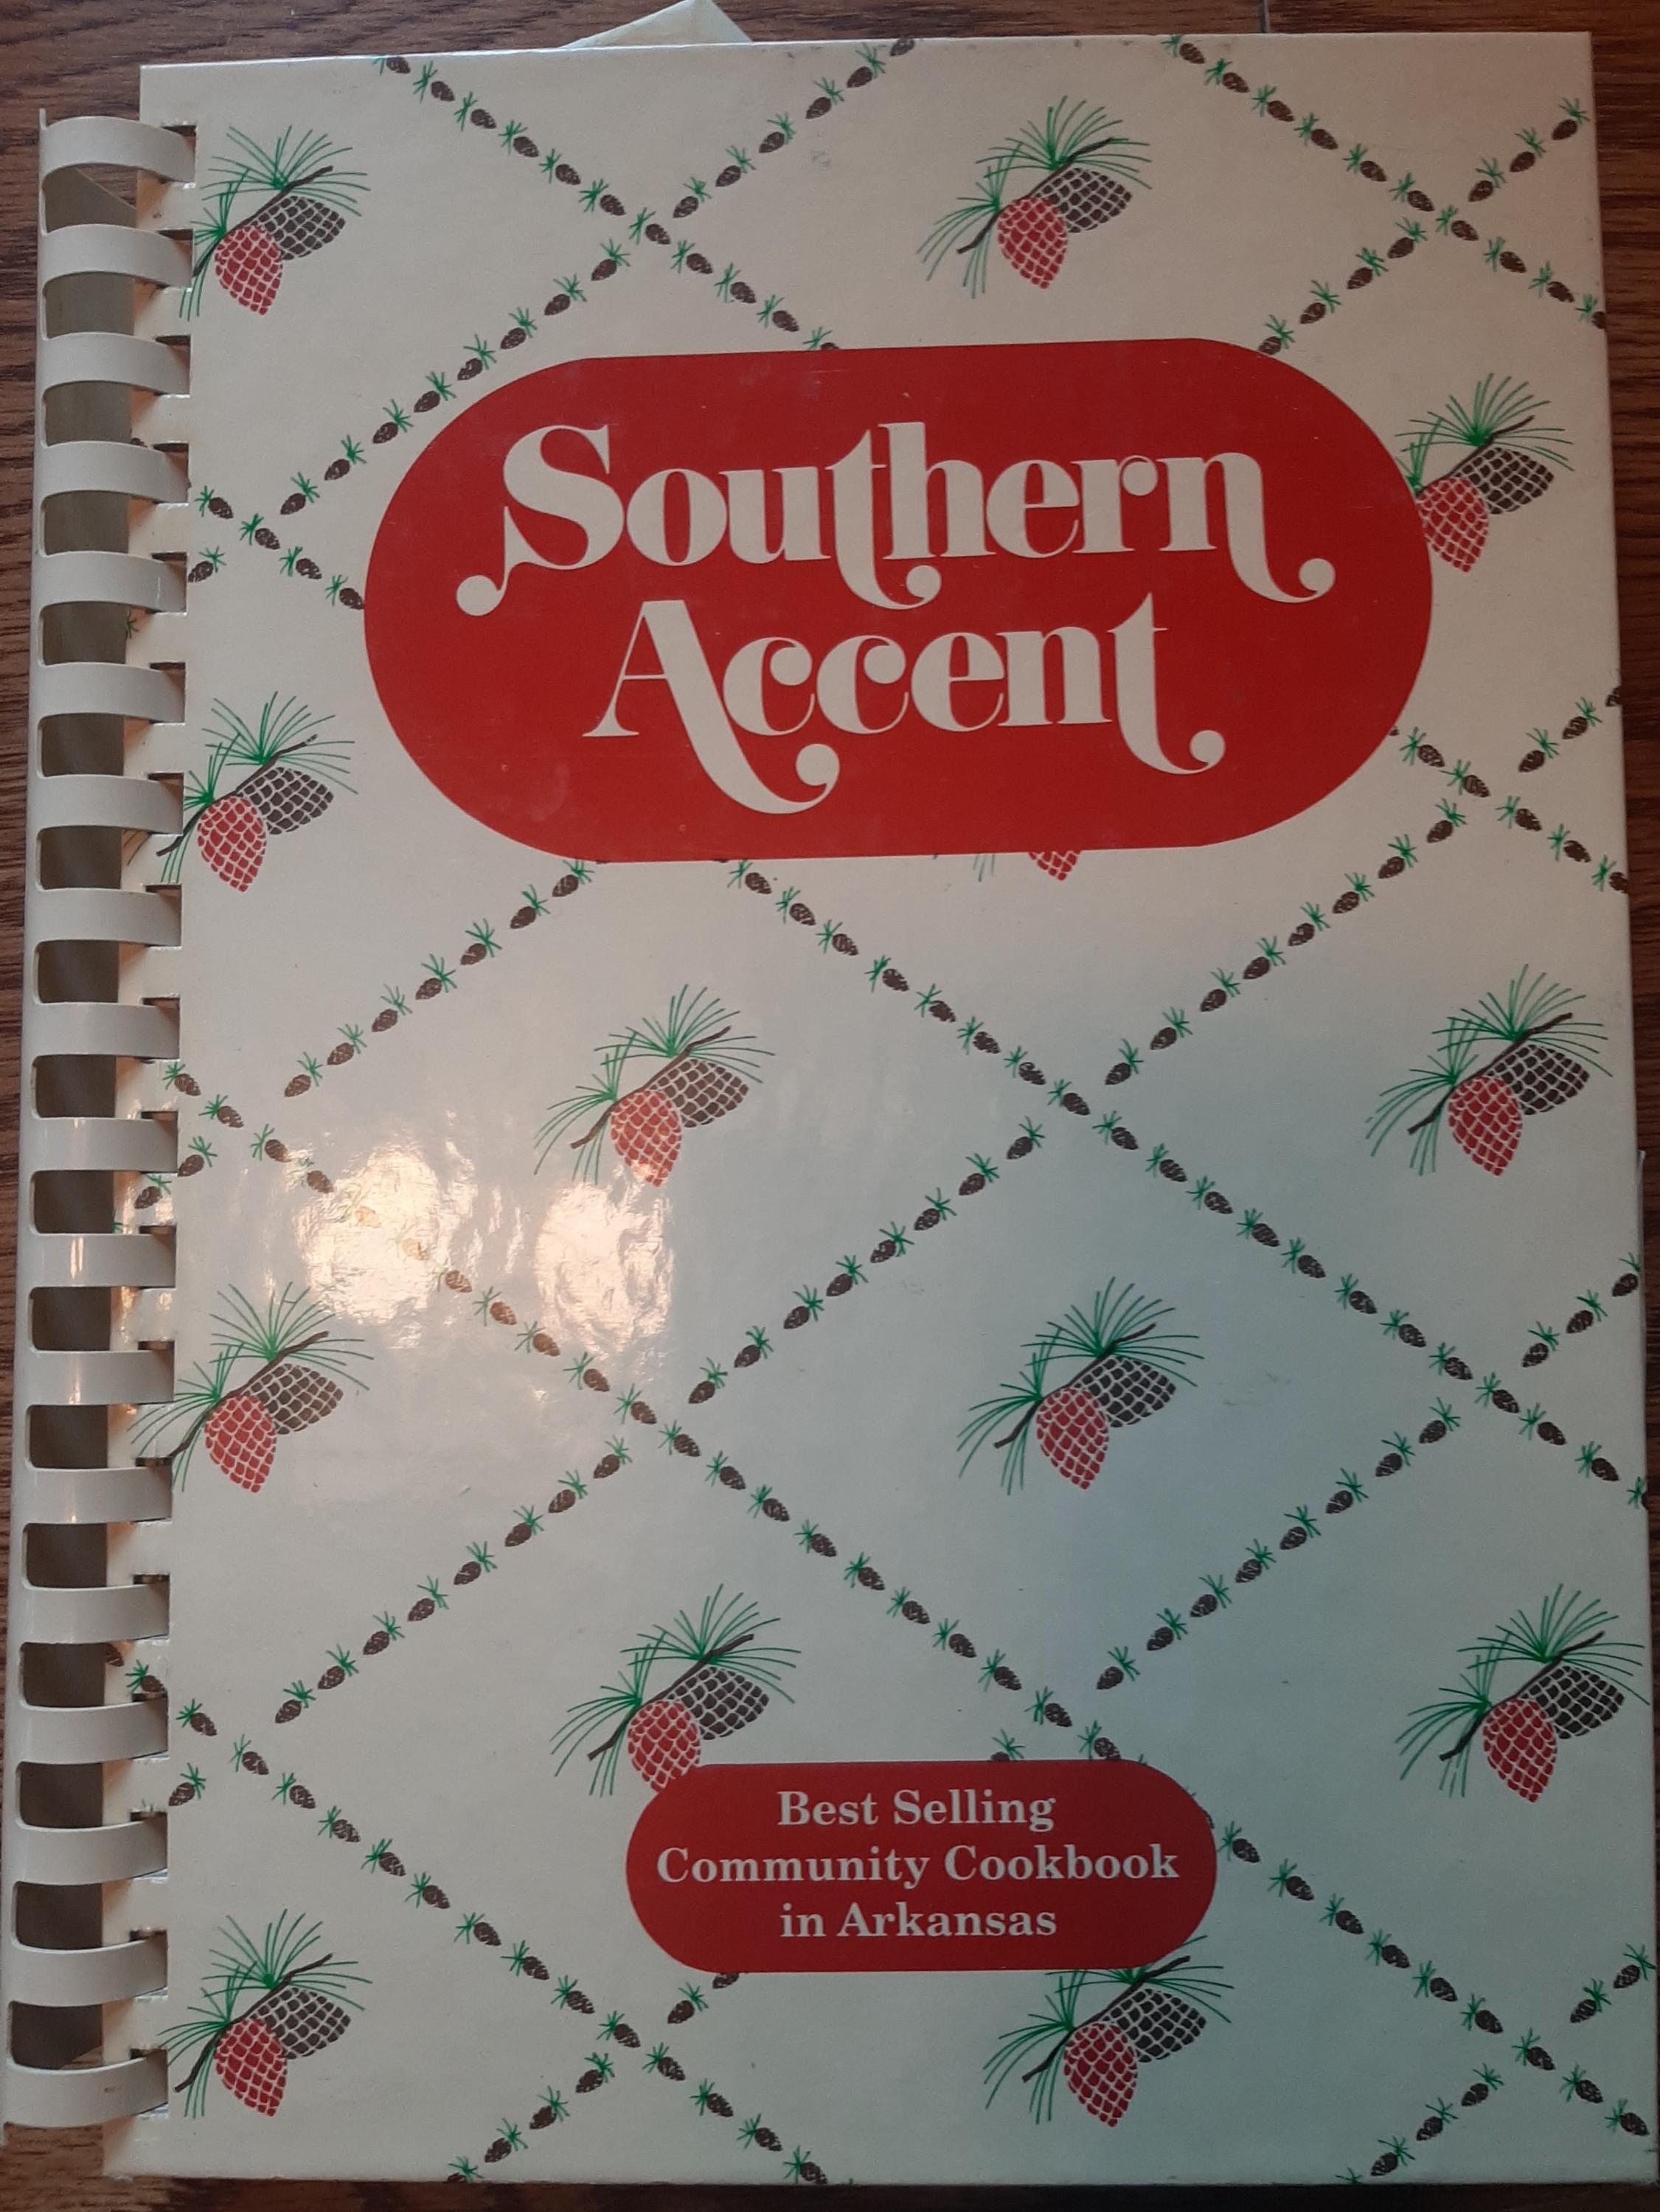 Southern
Accent
Best Selling
Community Cookbook
in Arkansas